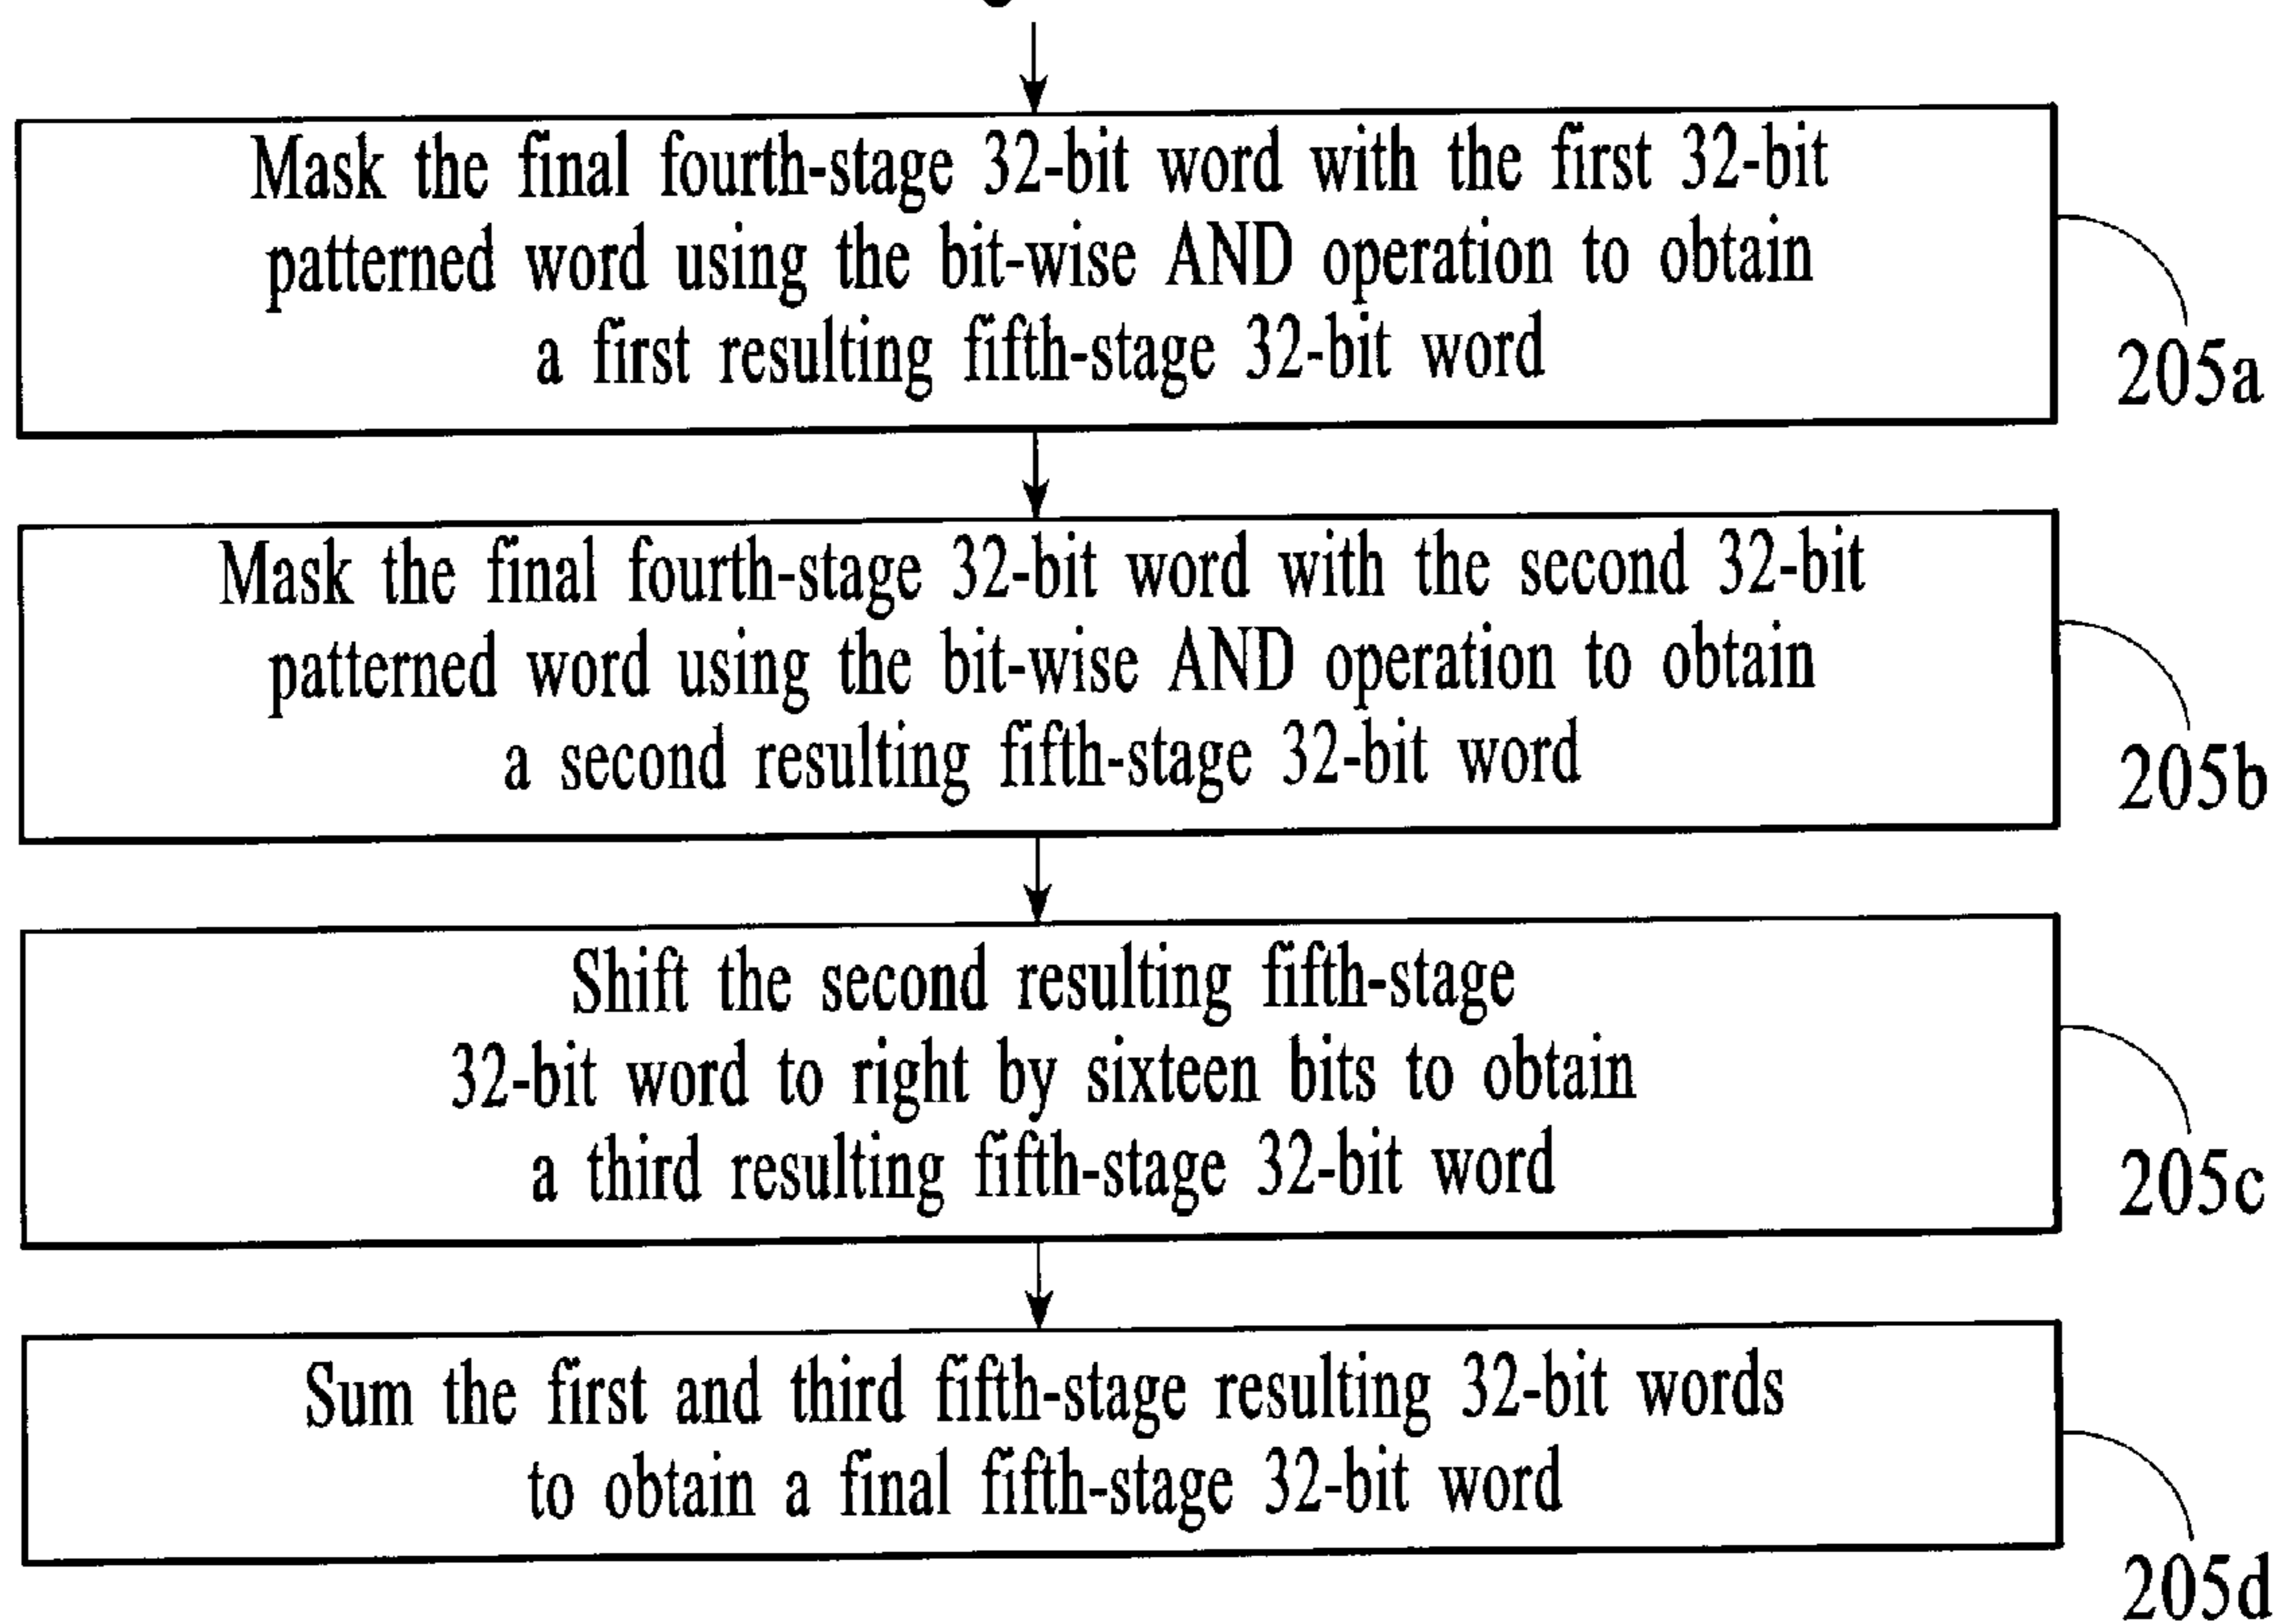 Mask the final fourth-stage 32-bit word with the first 32-bit
patterned word using the bit-wise AND operation to obtain
a first resulting fifth-stage 32-bit word
205a
Mask the final fourth-stage 32-bit word with the second 32-bit
patterned word using the bit-wise AND operation to obtain
a second resulting fifth-stage 32-bit word
205b
Shift the second resulting fifth-stage
32-bit word to right by sixteen bits to obtain
a third resulting fifth-stage 32-bit word
205c
Sum the first and third fifth-stage resulting 32-bit words
to obtain a final fifth-stage 32-bit word
205d